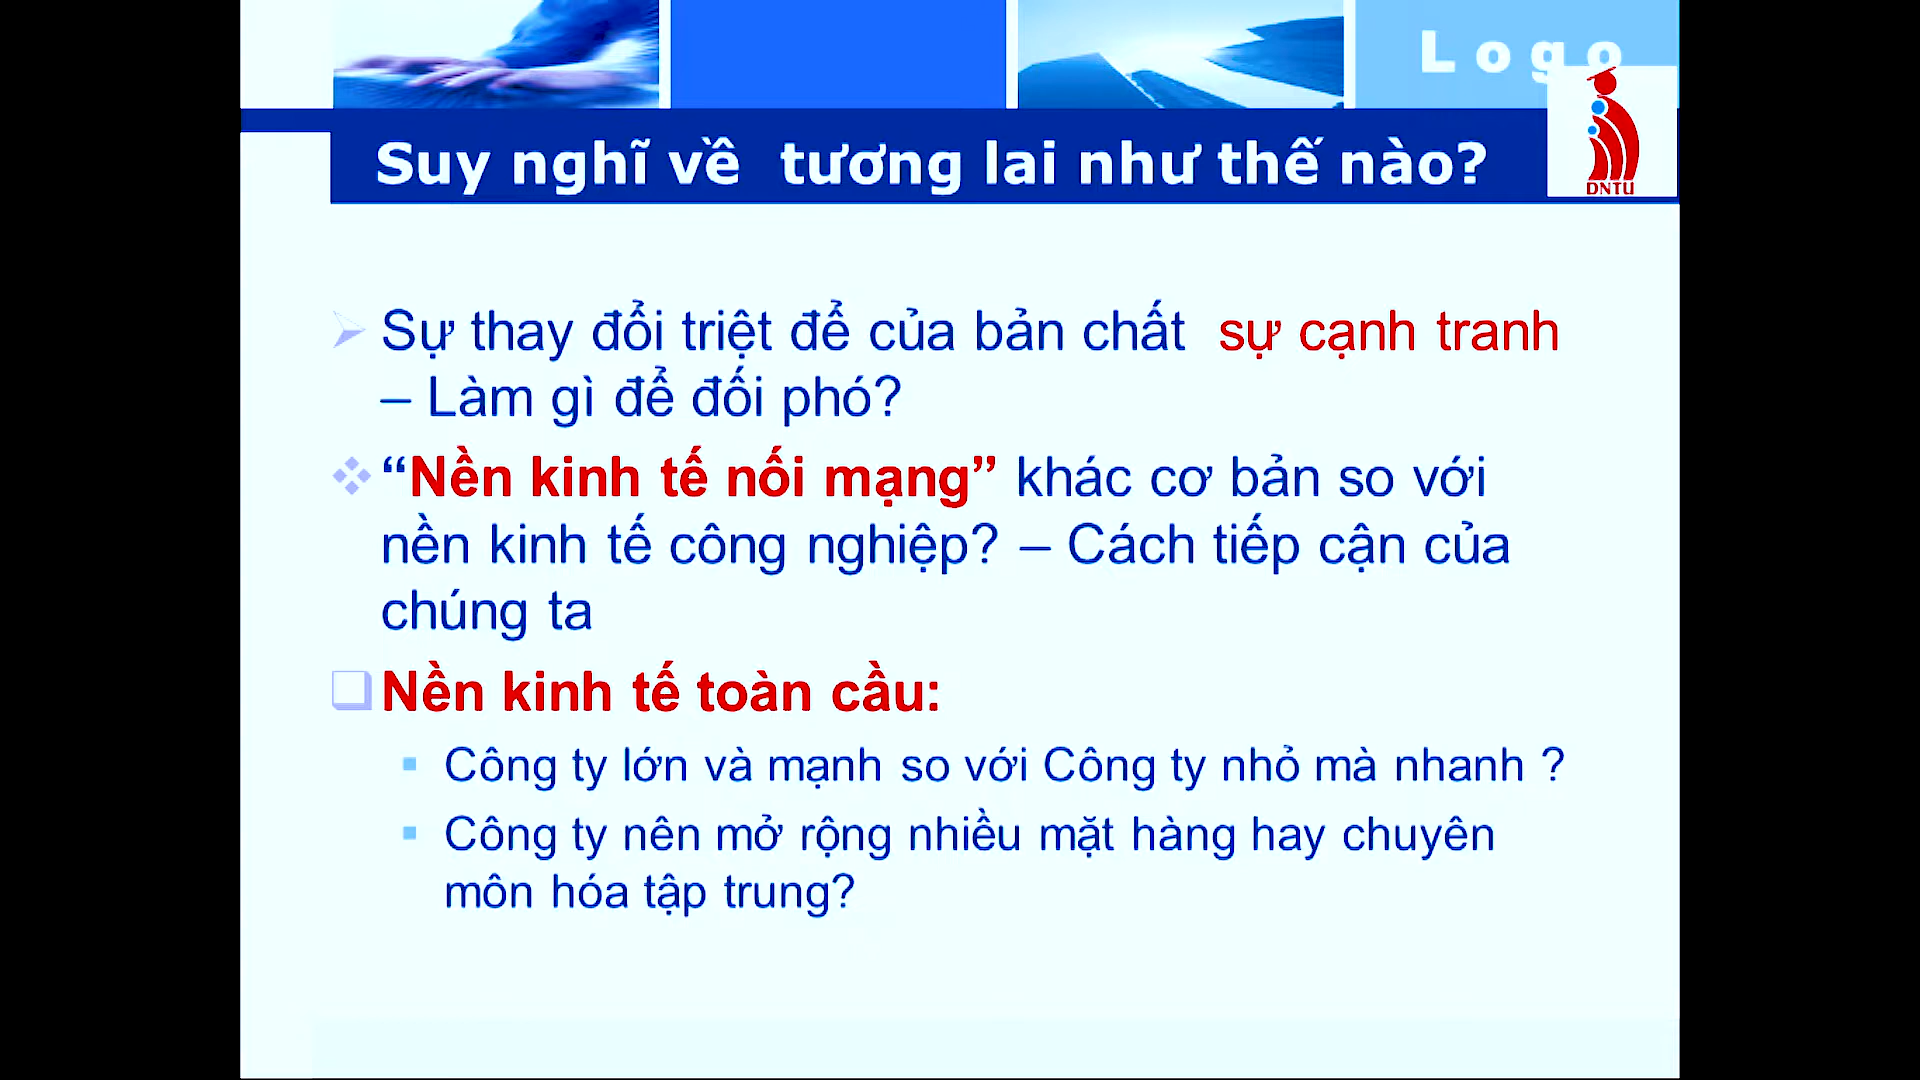 Logo
DNTU
Suy nghĩ về tương lai như thế nào?
Sự thay đổi triệt để của bản chất sự cạnh tranh
– Làm gì để đối phó?
“Nền kinh tế nối mạng” khác cơ bản so với
nền kinh tế công nghiệp? – Cách tiếp cận của
chúng ta
Nền kinh tế toàn cầu:
Công ty lớn và mạnh so với Công ty nhỏ mà nhanh ?
Công ty nên mở rộng nhiều mặt hàng hay chuyên
môn hóa tập trung?